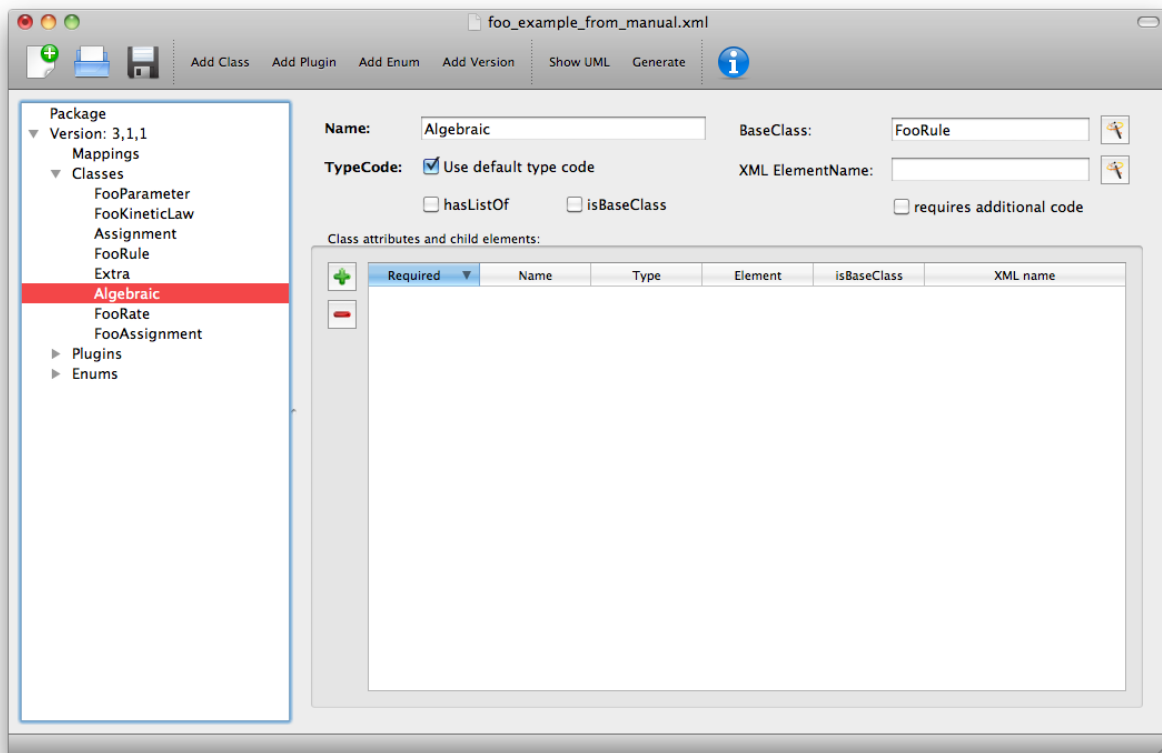 foo_example_from_manual.xml
Add Class Add Plugin Add Enum Add Version Show UML Generate
Package
Version: 3,1,1
Mappings
Classes
FooParameter
FooKineticLaw
Assignment
FooRule
Extra
Algebraic
FooRate
FooAssignment
Plugins
Enums
Name: Algebraic BaseClass: FooRule
TypeCode: Use default type code XML ElementName:
hasListOf isBaseClass requires additional code
Class attributes and child elements:
Required Name Type Element isBaseClass XML name